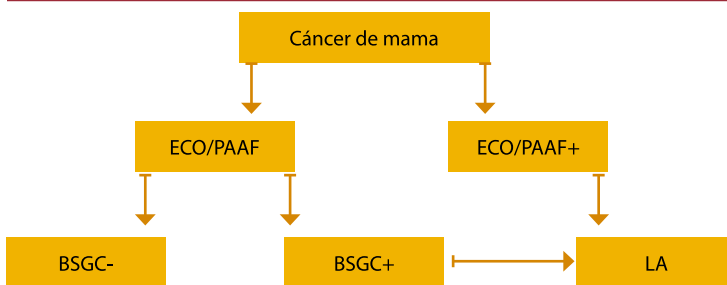 Cáncer de mama
ECO/PAAF
ECO/PAAF+
BSGC-
BSGC+
LA